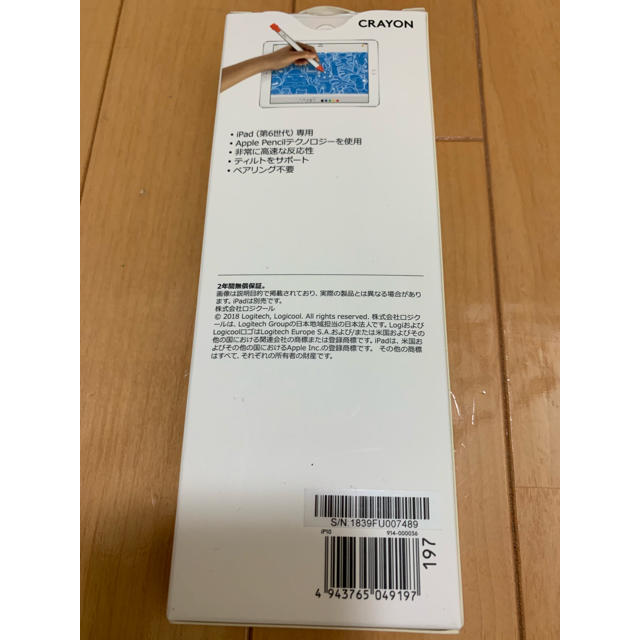 CRAYON
• iPad (第6世代) 専用
• Apple Pencilテクノロジーを使用
• 非常に高速な反応性
• ティルトをサポート
• ペアリング不要
2年間無償保証。
画像は説明目的で掲載されており、実際の製品とは異なる場合があり
ます。iPadは別売です。
株式会社ロジクール
© 2018 Logitech, Logicool. All rights reserved. 株式会社ロジク
ールは、Logitech Groupの日本地域担当の日本法人です。Logiおよび
LogicoolロゴはLogitech Europe S.A.および/または米国およびその
他の国における関連会社の商標または登録商標です。iPadは、米国お
よびその他の国におけるApple Inc.の登録商標です。 その他の商標
はすべて、それぞれの所有者の財産です。
S/N:1839FU007489
iP10 914-000036
197
4 943765 049197